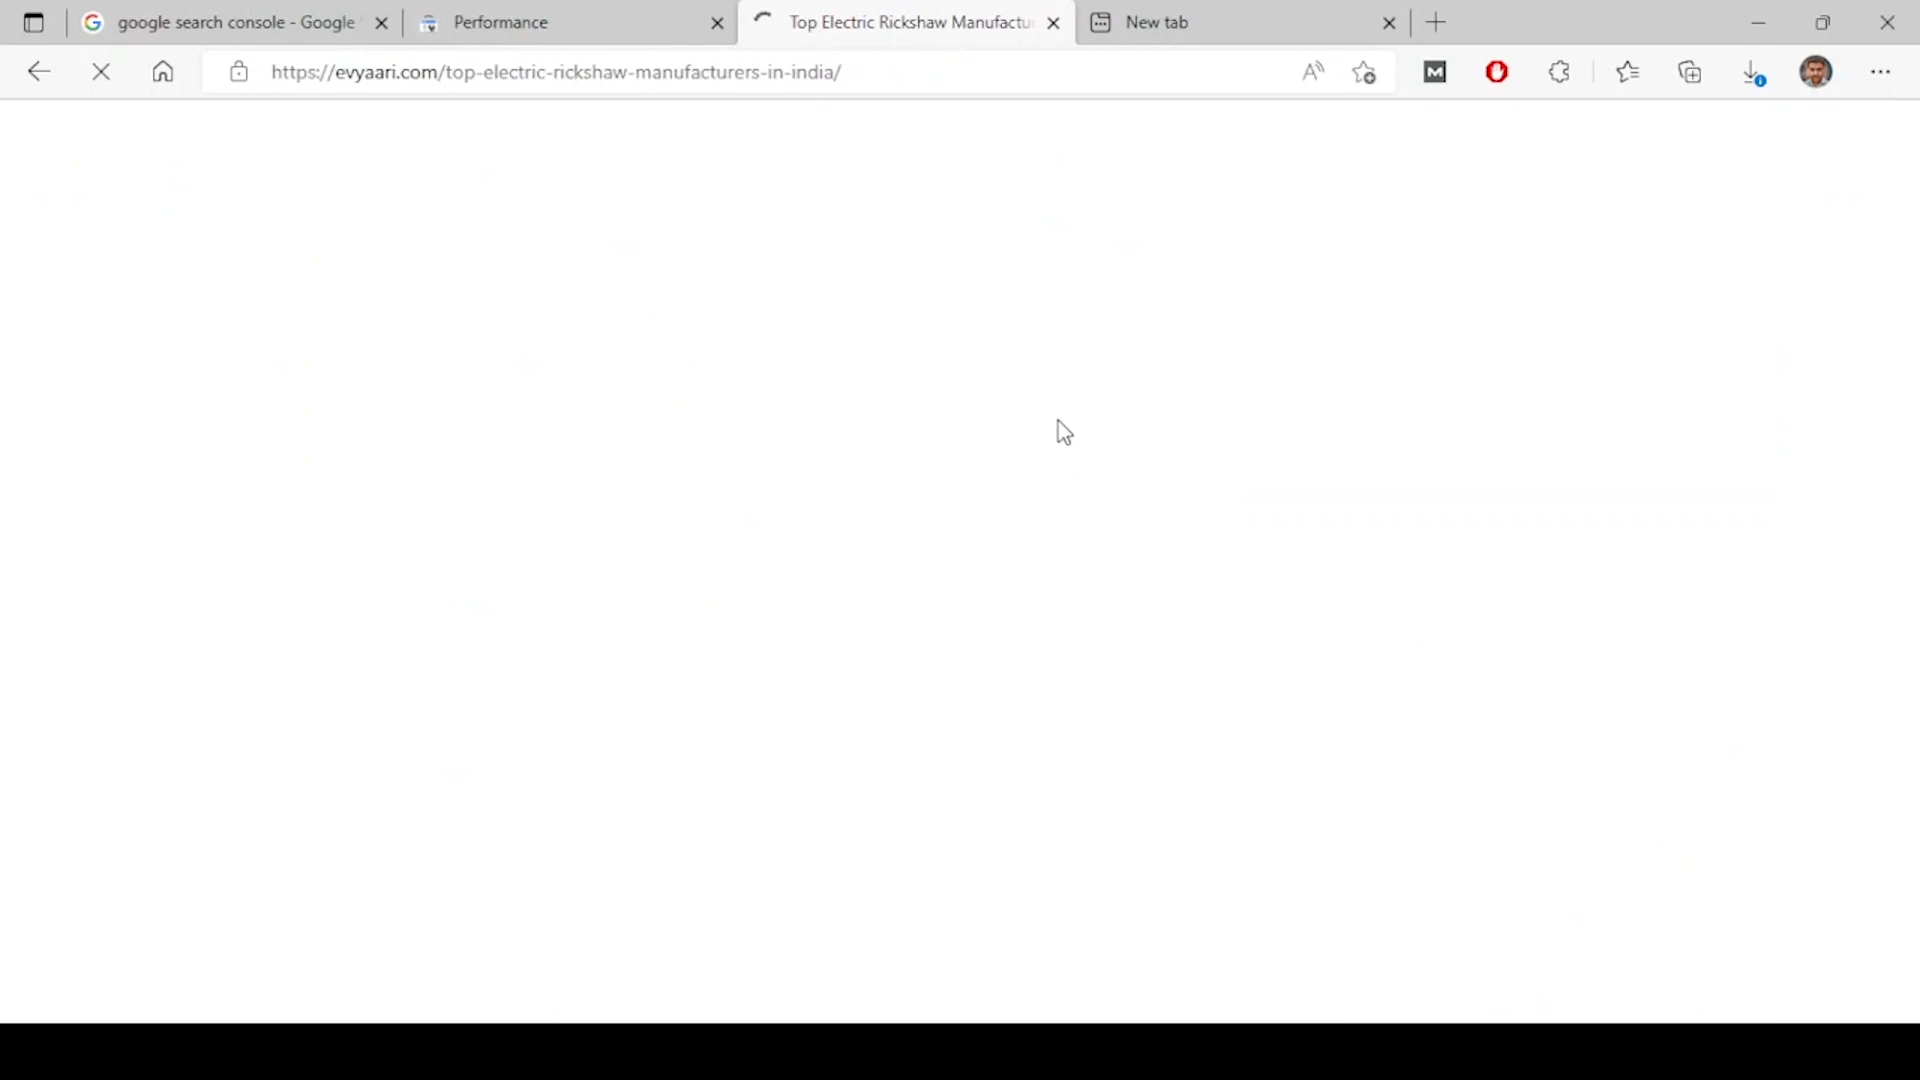 google search console - Google
Performance
Top Electric Rickshaw Manufactu
New tab
https://evyaari.com/top-electric-rickshaw-manufacturers-in-india/